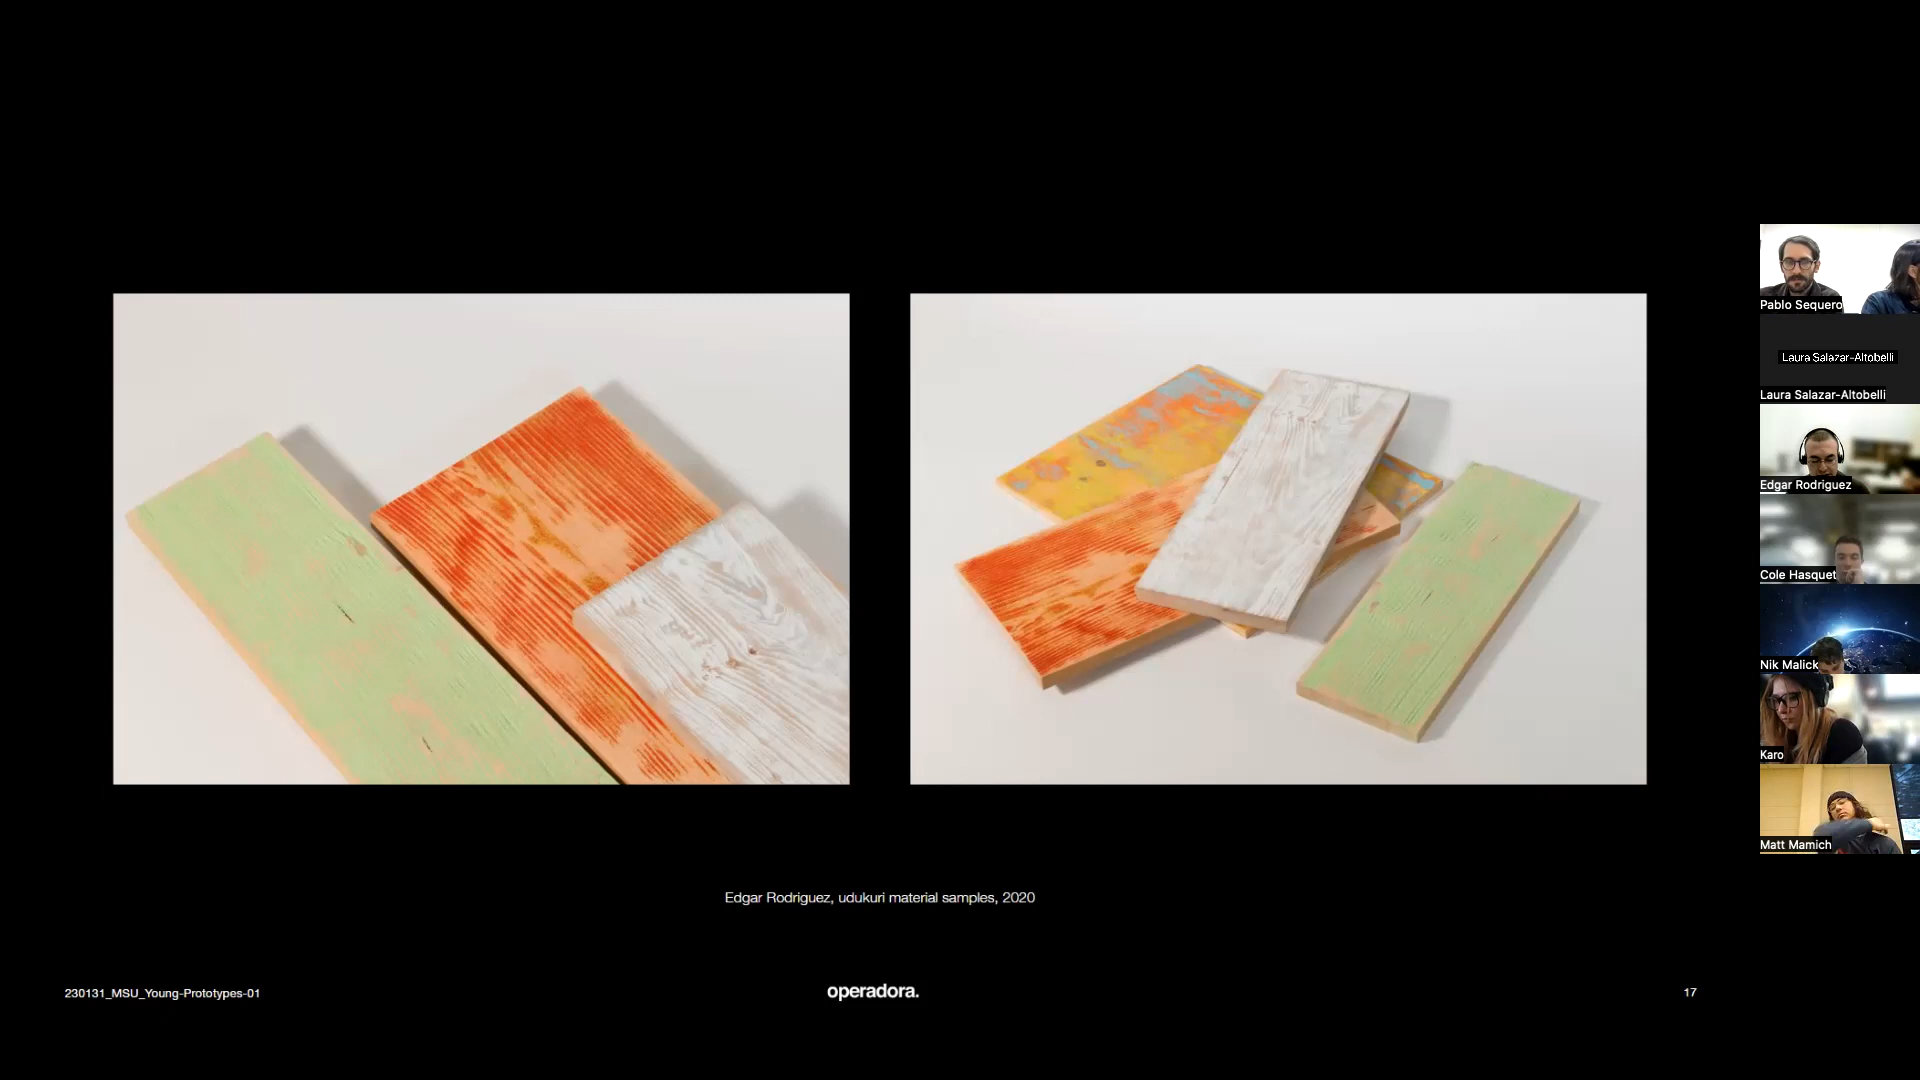 Edgar Rodriguez, udukuri material samples, 2020
230131_MSU_Young-Prototypes-01
operadora.
17
Pablo Sequero
Laura Salazar-Altobelli
Laura Salazar-Altobelli
Edgar Rodriguez
Cole Hasquet
Nik Malick
Karo
Matt Mamich